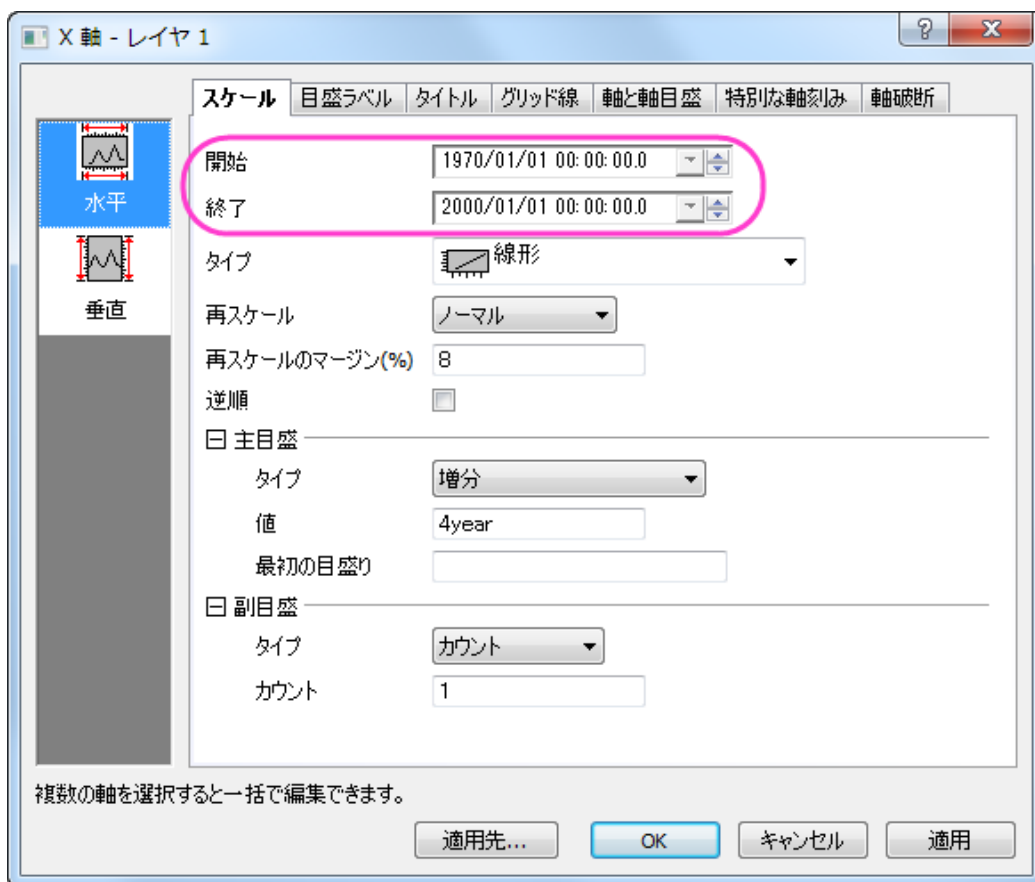 X 軸 - レイヤ 1
スケール 目盛ラベル タイトル グリッド線 軸と軸目盛 特別な軸刻み 軸破断
水平
垂直
開始 1970/01/01 00:00:00.0
終了 2000/01/01 00:00:00.0
タイプ 線形
再スケール ノーマル
再スケールのマージン(%) 8
逆順
主目盛
タイプ 増分
値 4year
最初の目盛り
副目盛
タイプ カウント
カウント 1
複数の軸を選択すると一括で編集できます。
適用先... OK キャンセル 適用